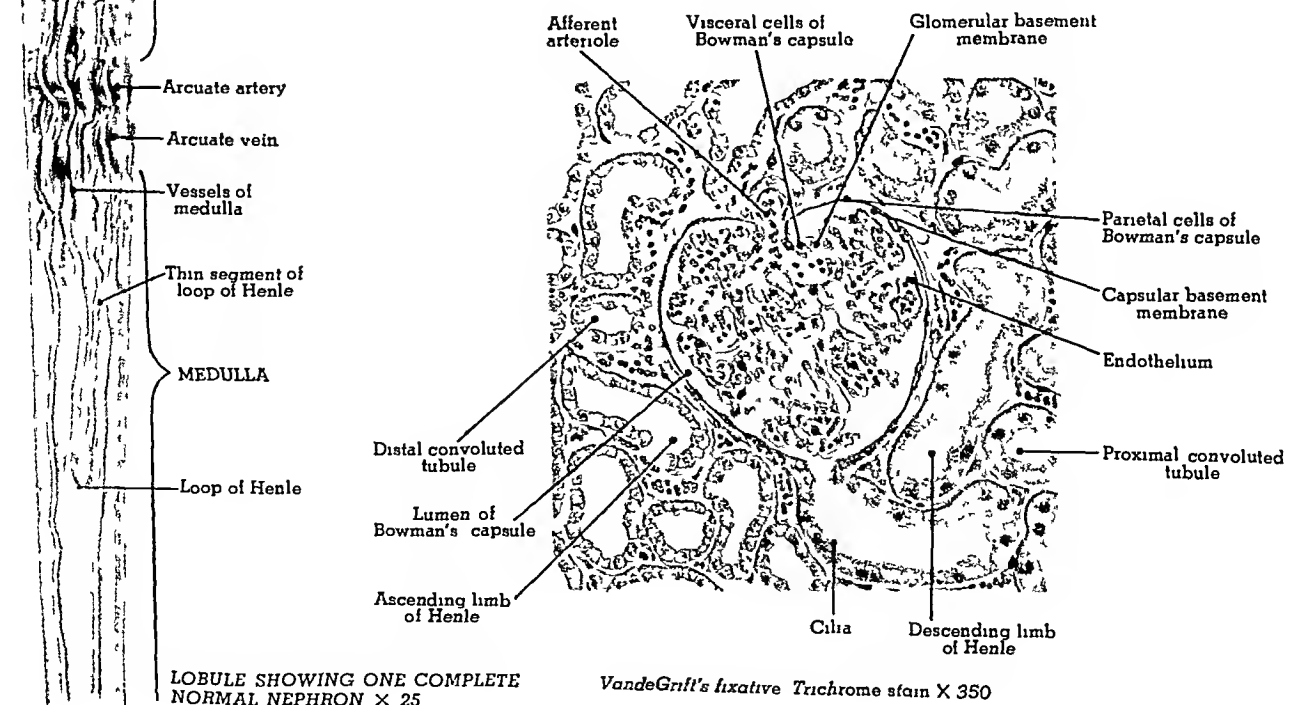 Arcuate artery
Arcuate vein
Vessels of
medulla
Thin segment of
loop of Henle
MEDULLA
Loop of Henle
LOBULE SHOWING ONE COMPLETE
NORMAL NEPHRON X 25
Afferent
arteriole
Visceral cells of
Bowman's capsule
Glomerular basement
membrane
Parietal cells of
Bowman's capsule
Capsular basement
membrane
Endothelium
Proximal convoluted
tubule
Distal convoluted
tubule
Lumen of
Bowman's capsule
Ascending limb
of Henle
Cilia
Descending limb
of Henle
VandeGrift's fixative Trichrome stain X 350